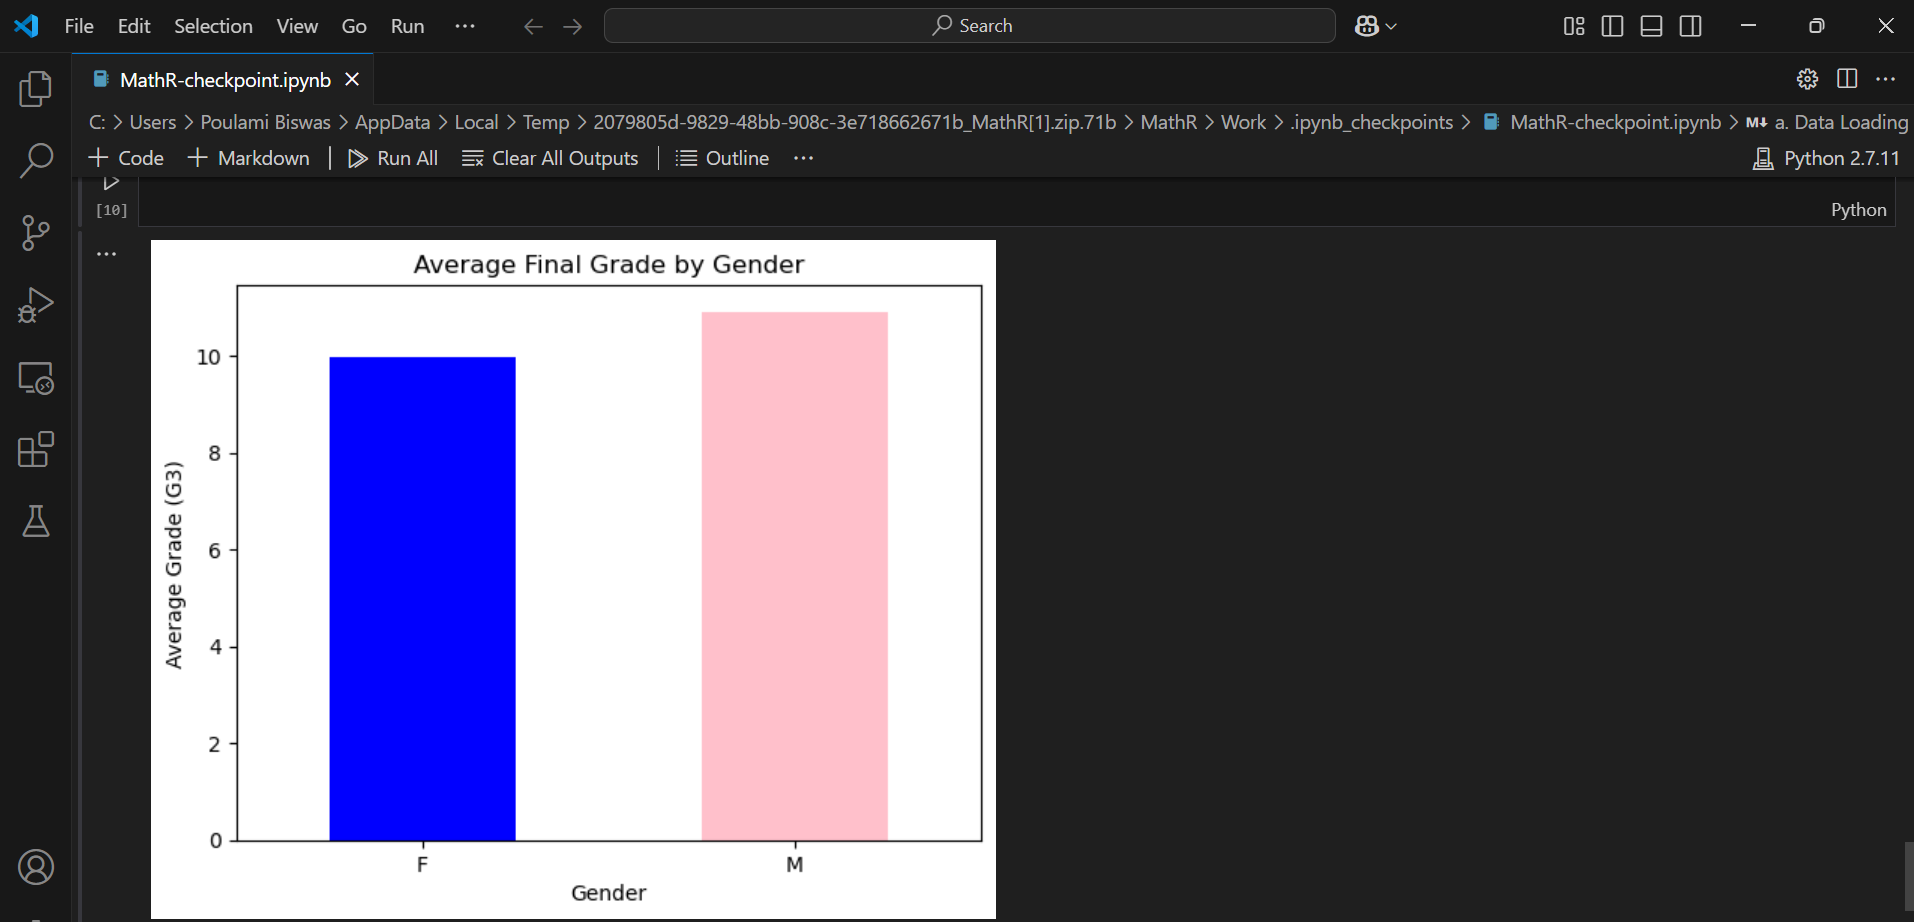 File Edit Selection View Go Run ··· Search
MathR-checkpoint.ipynb
C: > Users > Poulami Biswas > AppData > Local > Temp > 2079805d-9829-48bb-908c-3e718662671b_MathR[1].zip.71b > MathR > Work > .ipynb_checkpoints > MathR-checkpoint.ipynb > M↓ a. Data Loading
+ Code + Markdown | Run All Clear All Outputs | Outline ··· Python 2.7.11
[10] Python
Average Final Grade by Gender
10
8
6
4
2
0
Average Grade (G3)
F M
Gender